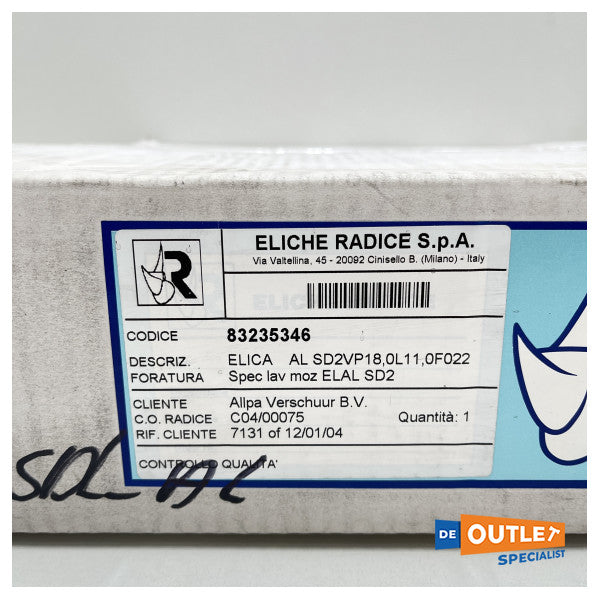 R
ELICHE RADICE S.p.A.
Via Valtellina, 45 - 20092 Cinisello B. (Milano) - Italy
CODICE 83235346
DESCRIZ. ELICA AL SD2VP18,0L11,0F022
FORATURA Spec lav moz ELAL SD2
CLIENTE Allpa Verschuur B.V.
C.O. RADICE C04/00075 Quantità: 1
RIF. CLIENTE 7131 of 12/01/04
CONTROLLO QUALITA'
DE OUTLET
SPECIALIST